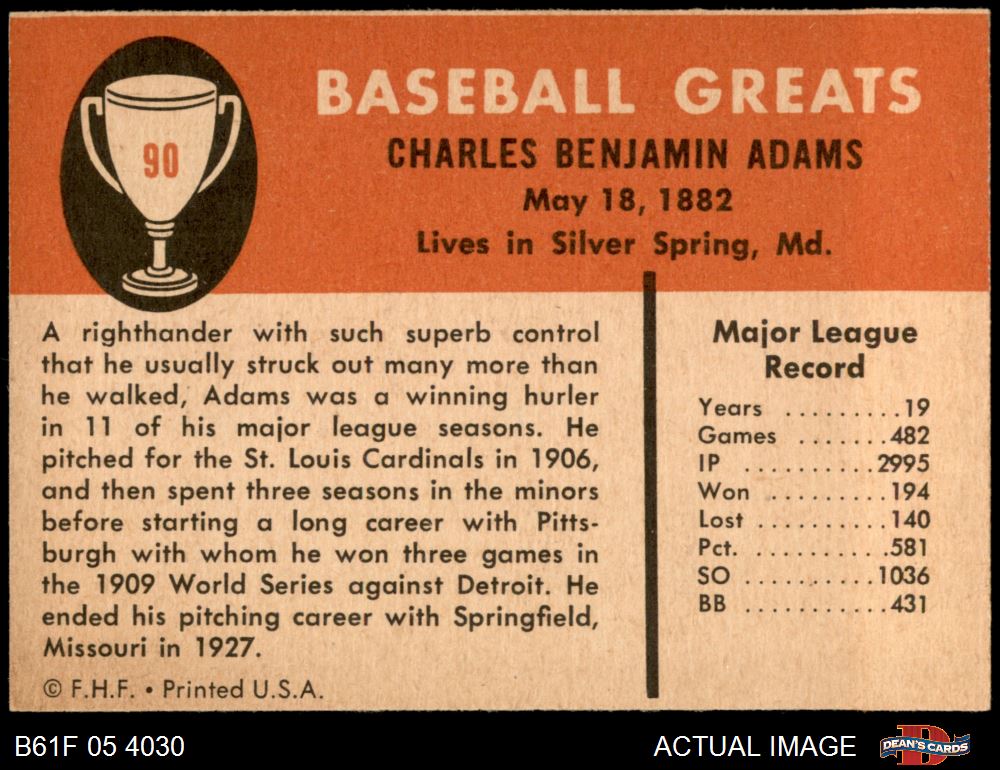 90
BASEBALL GREATS
CHARLES BENJAMIN ADAMS
May 18, 1882
Lives in Silver Spring, Md.
A righthander with such superb control
that he usually struck out many more than
he walked, Adams was a winning hurler
in 11 of his major league seasons. He
pitched for the St. Louis Cardinals in 1906,
and then spent three seasons in the minors
before starting a long career with Pitts-
burgh with whom he won three games in
the 1909 World Series against Detroit. He
ended his pitching career with Springfield,
Missouri in 1927.
© F.H.F. • Printed U.S.A.
Major League
Record
Years .........19
Games .......482
IP ..........2995
Won .........194
Lost ..........140
Pct. ..........581
SO ..........1036
BB ...........431
B61F 05 4030
ACTUAL IMAGE
D
DEAN'S CARDS